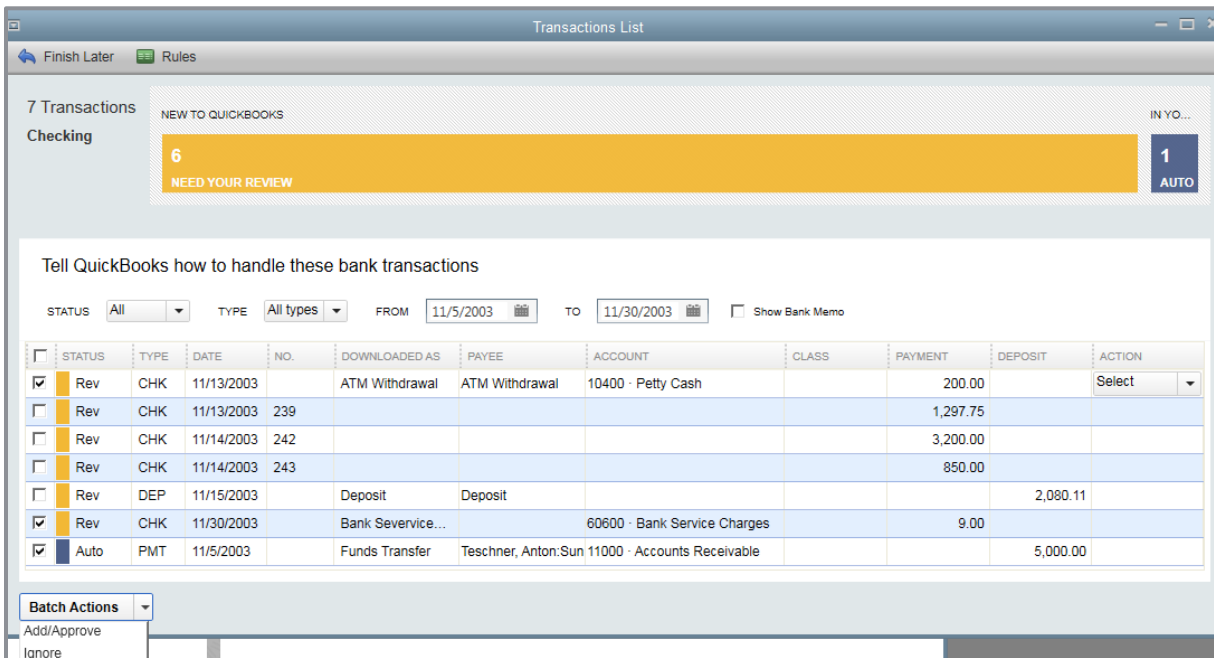 Transactions List
Finish Later Rules
7 Transactions
Checking
NEW TO QUICKBOOKS IN YO...
6 1
NEED YOUR REVIEW AUTO
Tell QuickBooks how to handle these bank transactions
STATUS All TYPE All types FROM 11/5/2003 TO 11/30/2003 Show Bank Memo
STATUS TYPE DATE NO. DOWNLOADED AS PAYEE ACCOUNT CLASS PAYMENT DEPOSIT ACTION
Rev CHK 11/13/2003 ATM Withdrawal ATM Withdrawal 10400 · Petty Cash 200.00 Select
Rev CHK 11/13/2003 239 1,297.75
Rev CHK 11/14/2003 242 3,200.00
Rev CHK 11/14/2003 243 850.00
Rev DEP 11/15/2003 Deposit Deposit 2,080.11
Rev CHK 11/30/2003 Bank Severvice... 60600 · Bank Service Charges 9.00
Auto PMT 11/5/2003 Funds Transfer Teschner, Anton:Sun 11000 · Accounts Receivable 5,000.00
Batch Actions
Add/Approve
Ignore